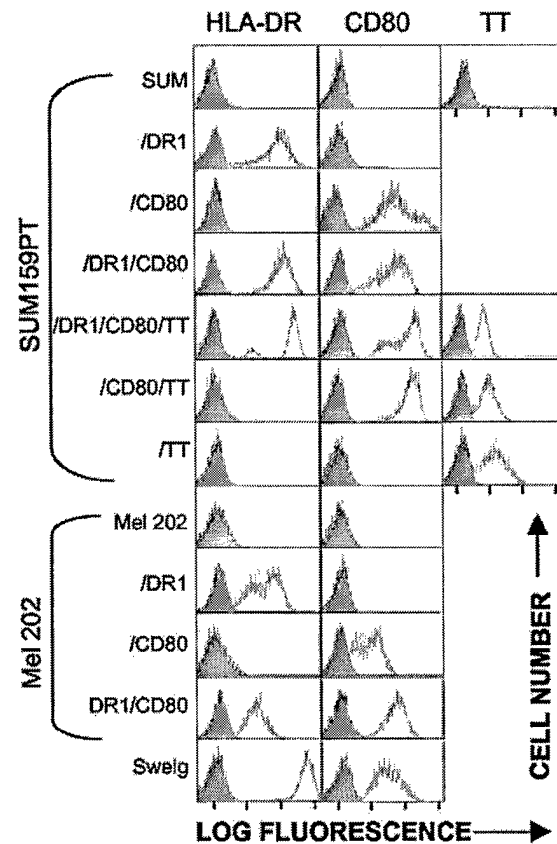 HLA-DR CD80 TT
SUM
/DR1
/CD80
/DR1/CD80
/DR1/CD80/TT
/CD80/TT
/TT
SUM159PT
Mel 202
/DR1
/CD80
DR1/CD80
Mel 202
Sweig
CELL NUMBER
LOG FLUORESCENCE